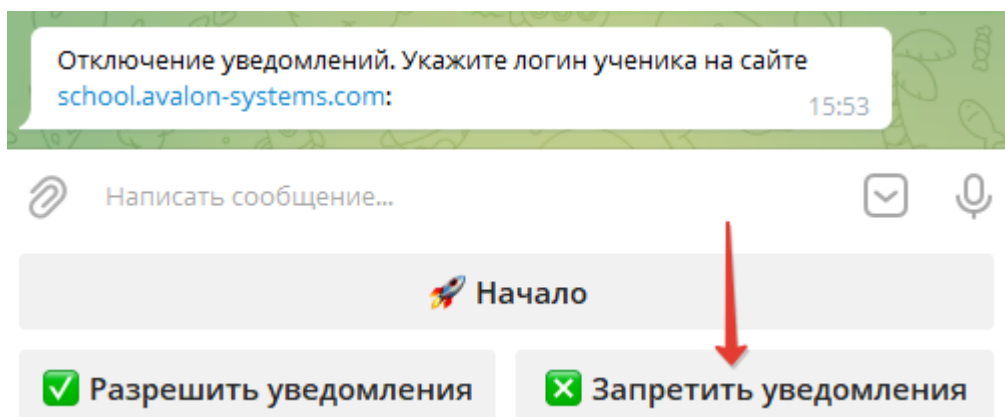 Отключение уведомлений. Укажите логин ученика на сайте
school.avalon-systems.com:
15:53
Написать сообщение...
🚀 Начало
✅ Разрешить уведомления
❎ Запретить уведомления